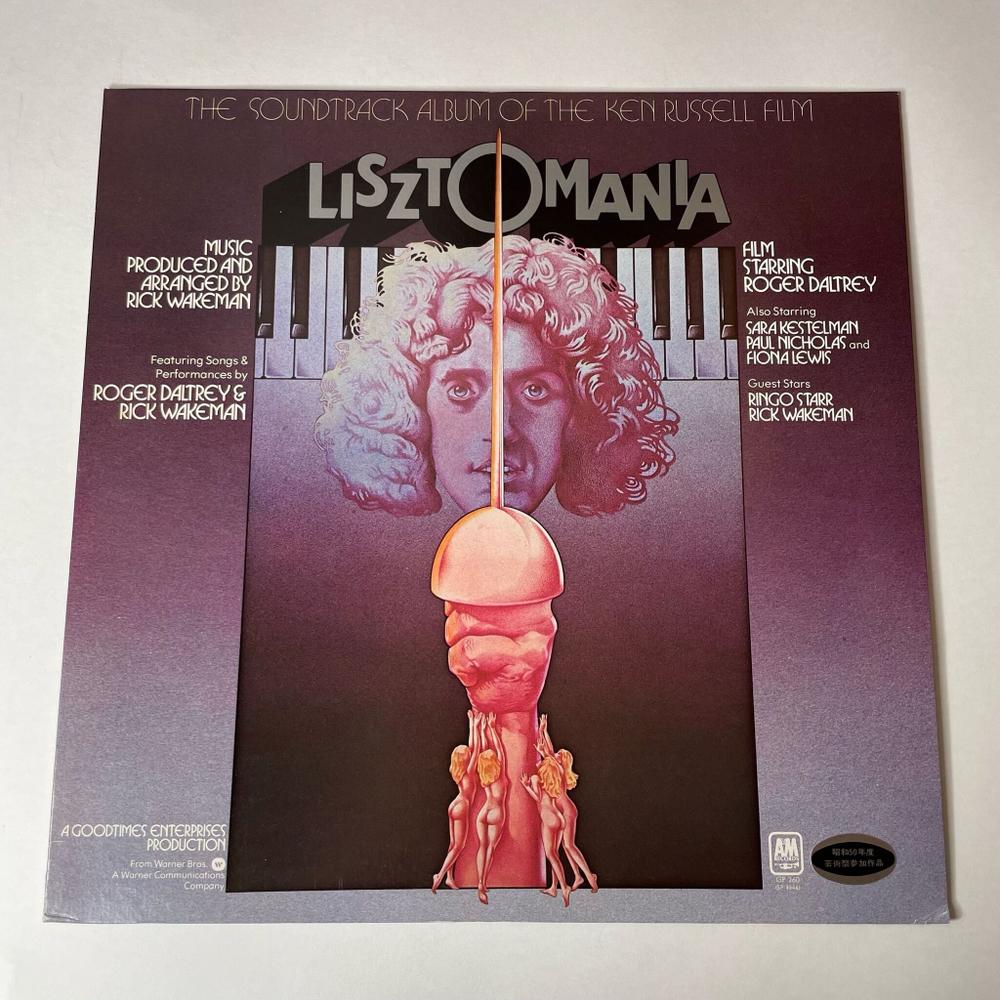 THE SOUNDTRACK ALBUM OF THE KEN RUSSELL FILM
LISZTOMANIA
MUSIC
PRODUCED AND
ARRANGED BY
RICK WAKEMAN
Featuring Songs &
Performances by
ROGER DALTREY &
RICK WAKEMAN
FILM
STARRING
ROGER DALTREY
Also Starring
SARA KESTELMAN
PAUL NICHOLAS and
FIONA LEWIS
Guest Stars
RINGO STARR
RICK WAKEMAN
A GOODTIMES ENTERPRISES
PRODUCTION
From Warner Bros.
A Warner Communications
Company
A&M
RECORDS
GP 260
昭和50年度
芸術祭参加作品